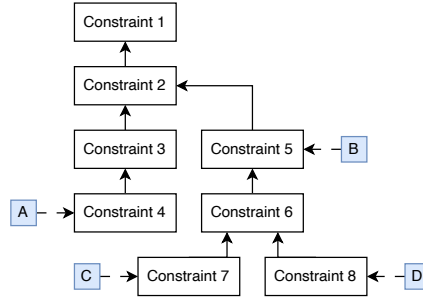 Constraint 1
Constraint 2
Constraint 3
Constraint 5
B
A
Constraint 4
Constraint 6
C
Constraint 7
Constraint 8
D